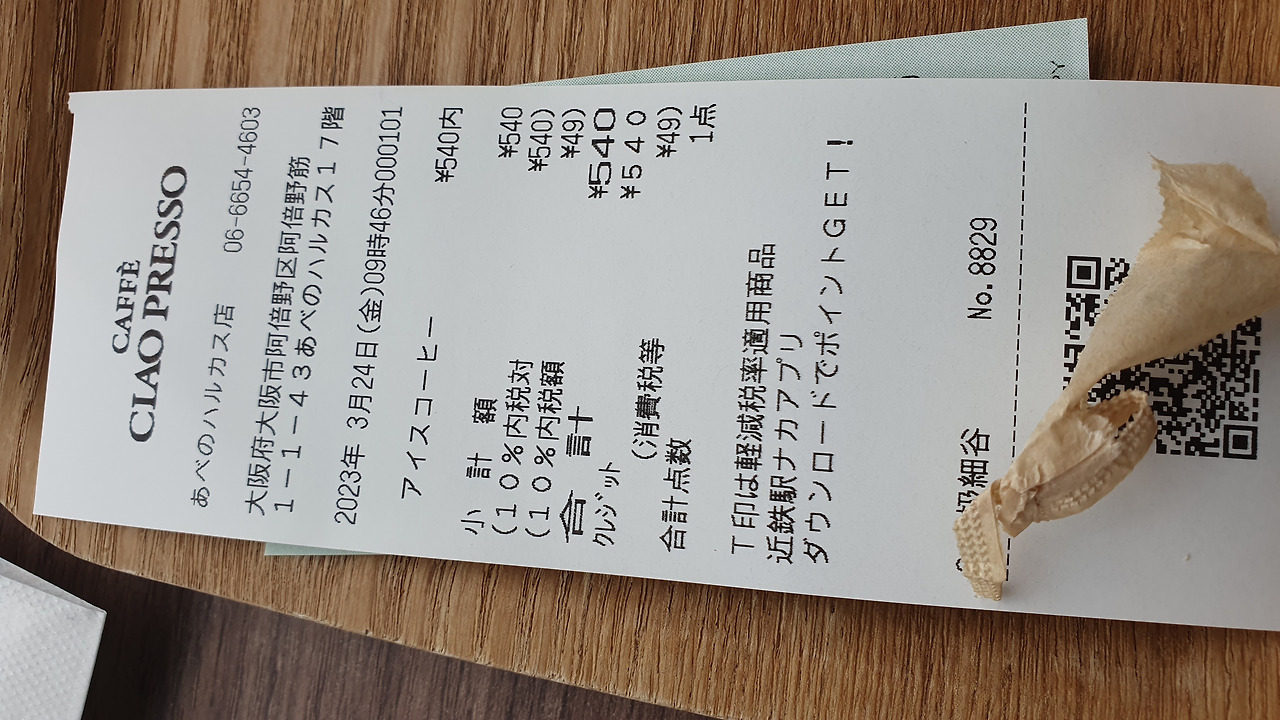 CAFFÈ
CIAO PRESSO
あべのハルカス店 06-6654-4603
大阪府大阪市阿倍野区阿倍野筋
１－１－４３あべのハルカス１７階
2023年 3月24日(金)09時46分000101
アイスコーヒー ¥540内
小 計 額 ¥540
(１０％内税対 ¥540)
(１０％内税額 ¥49)
合 計 ¥540
クレジット ¥５４０
(消費税等 ¥49)
合計点数 1点
T印は軽減税率適用商品
近鉄駅ナカアプリ
ダウンロードでポイントＧＥＴ！
細谷 No.8829